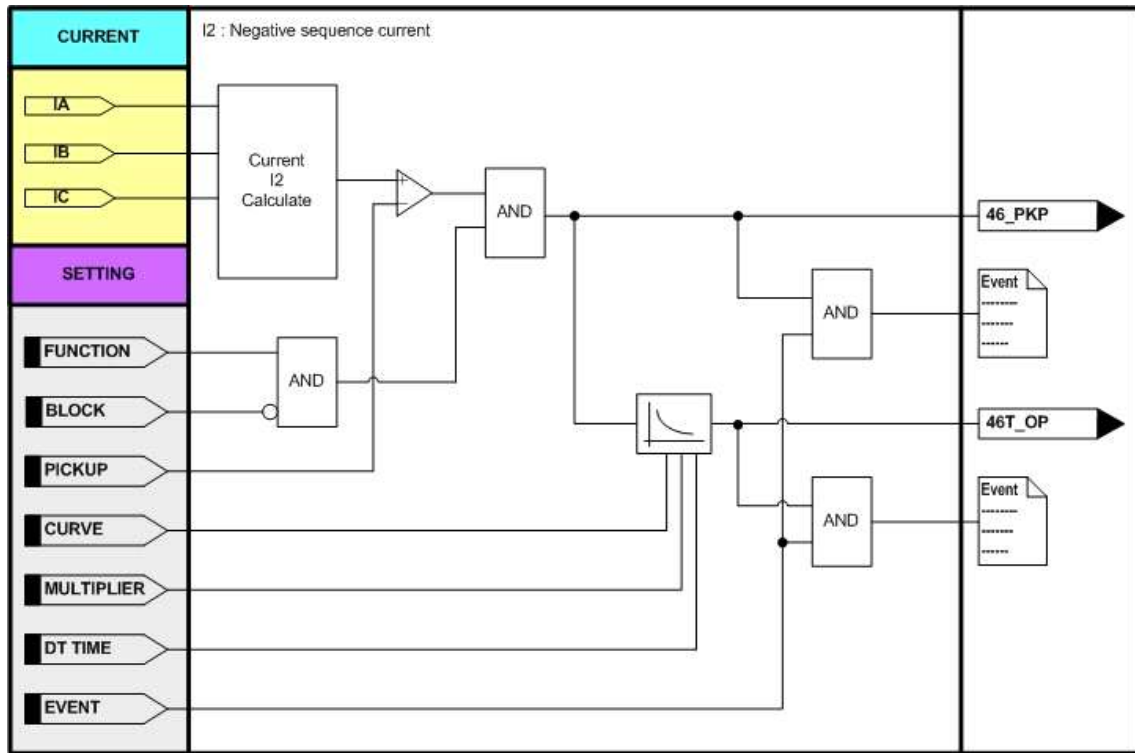 CURRENT
I2 : Negative sequence current
IA
IB
IC
Current
I2
Calculate
AND
46_PKP
SETTING
Event
AND
FUNCTION
AND
BLOCK
46T_OP
PICKUP
Event
CURVE
AND
MULTIPLIER
DT TIME
EVENT